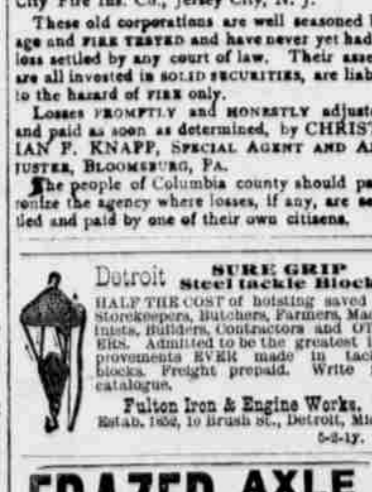 City Fire Ins. Co., Jersey City, N. J.
These old corporations are well seasoned b
age and FIRE TESTED and have never yet had
loss settled by any court of law. Their asse
are all invested in SOLID SECURITIES, are liab
to the hazard of FIRE only.
Losses PROMPTLY and HONESTLY adjuste
and paid as soon as determined, by CHRIST
IAN F. KNAPP, SPECIAL AGENT AND A
JUSTER, BLOOMSBURG, PA.
The people of Columbia county should pa
ronize the agency where losses, if any, are se
tled and paid by one of their own citizens.
Detroit SURE GRIP
Steel tackle Block
HALF THE COST of hoisting saved
Storekeepers, Butchers, Farmers, Mac
inists, Builders, Contractors and OT
ERS. Admitted to be the greatest i
provements EVER made in tac
blocks. Freight prepaid. Write
catalogue.
Fulton Iron & Engine Works.
Estab. 1852, 10 Brush St., Detroit, Mic
5-2-1y.
FRAZER AXLE